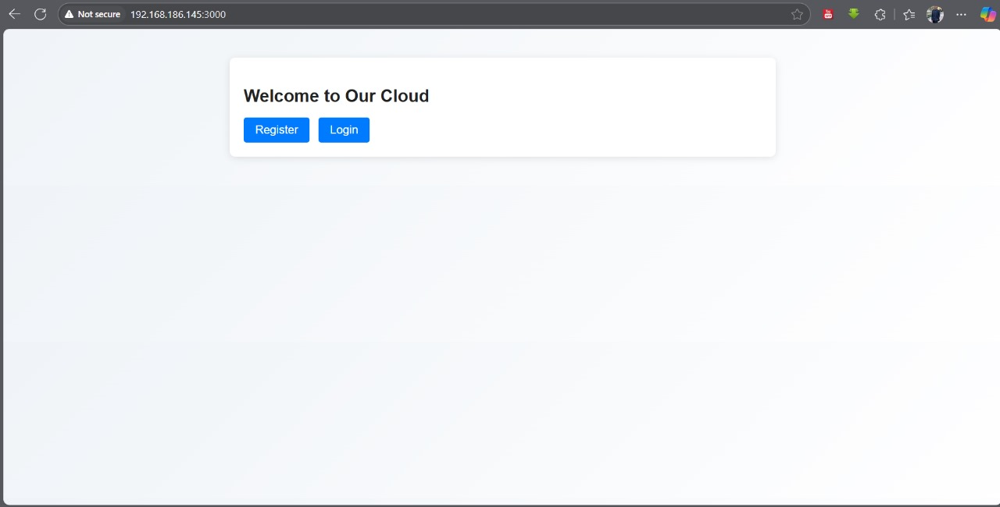 Not secure 192.168.186.145:3000
Welcome to Our Cloud
Register Login